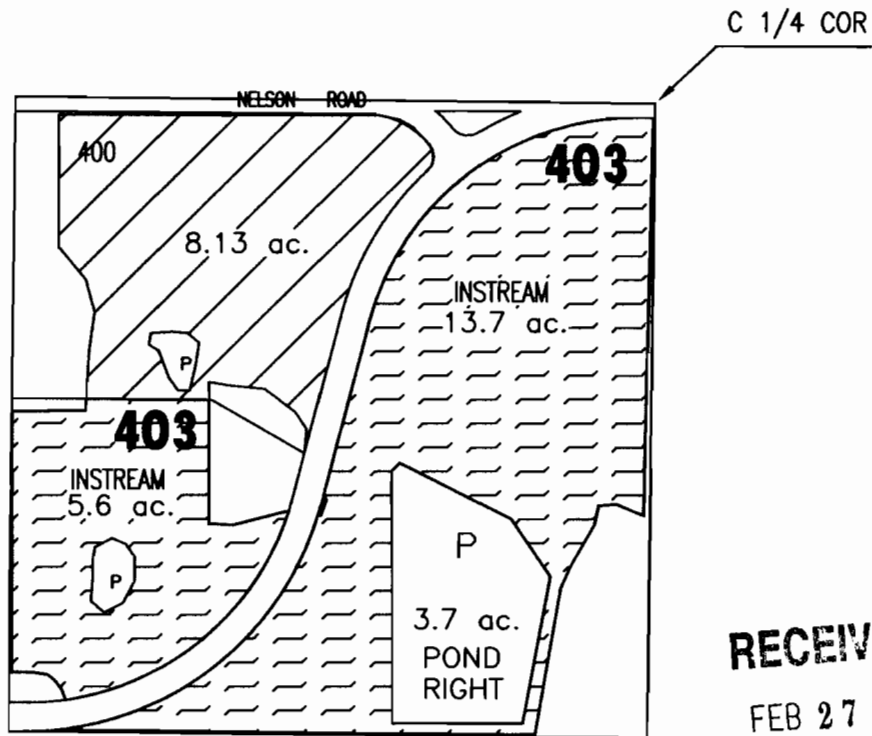 C 1/4 COR
NELSON ROAD
400
403
8.13 ac.
INSTREAM
13.7 ac.
P
403
INSTREAM
5.6 ac.
P
P
3.7 ac.
POND
RIGHT
RECEIV
FEB 27